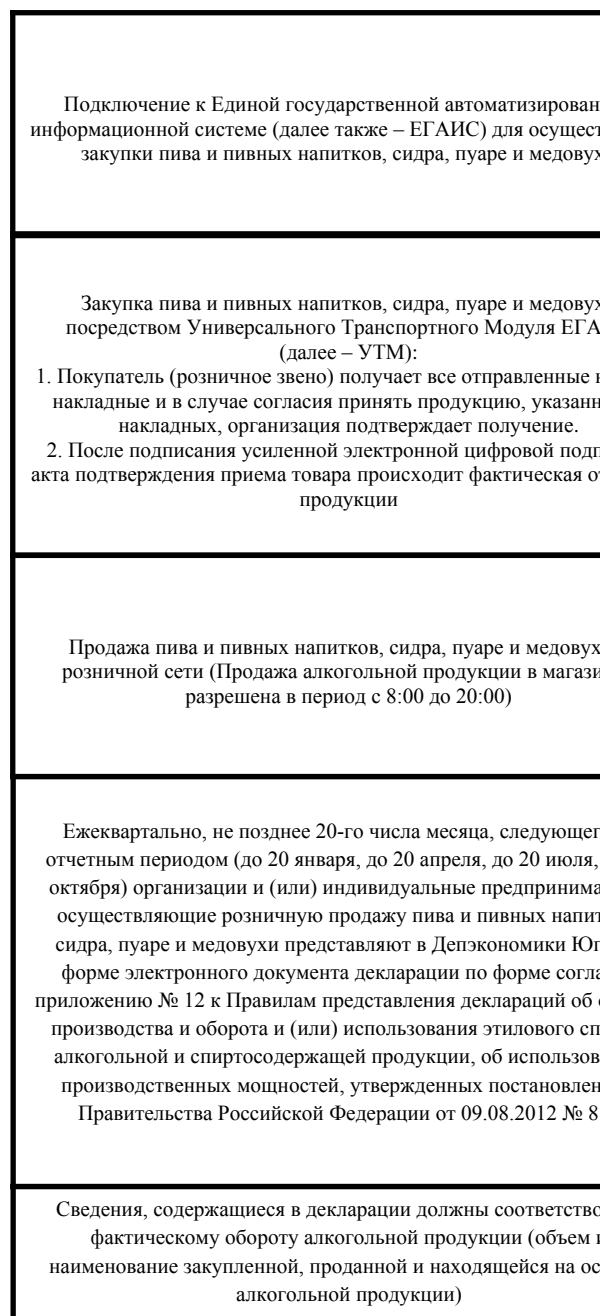 Подключение к Единой государственной автоматизирован
информационной системе (далее также – ЕГАИС) для осущест
закупки пива и пивных напитков, сидра, пуаре и медовух
Закупка пива и пивных напитков, сидра, пуаре и медовух
посредством Универсального Транспортного Модуля ЕГА
(далее – УТМ):
1. Покупатель (розничное звено) получает все отправленные
накладные и в случае согласия принять продукцию, указанн
накладных, организация подтверждает получение.
2. После подписания усиленной электронной цифровой подп
акта подтверждения приема товара происходит фактическая о
продукции
Продажа пива и пивных напитков, сидра, пуаре и медовух
розничной сети (Продажа алкогольной продукции в магази
разрешена в период с 8:00 до 20:00)
Ежеквартально, не позднее 20-го числа месяца, следующег
отчетным периодом (до 20 января, до 20 апреля, до 20 июля,
октября) организации и (или) индивидуальные предпринима
осуществляющие розничную продажу пива и пивных напит
сидра, пуаре и медовухи представляют в Депэкономики Юг
форме электронного документа декларации по форме согла
приложению № 12 к Правилам представления деклараций об
производства и оборота и (или) использования этилового сп
алкогольной и спиртосодержащей продукции, об использов
производственных мощностей, утвержденных постановлен
Правительства Российской Федерации от 09.08.2012 № 8
Сведения, содержащиеся в декларации должны соответство
фактическому обороту алкогольной продукции (объем и
наименование закупленной, проданной и находящейся на ос
алкогольной продукции)